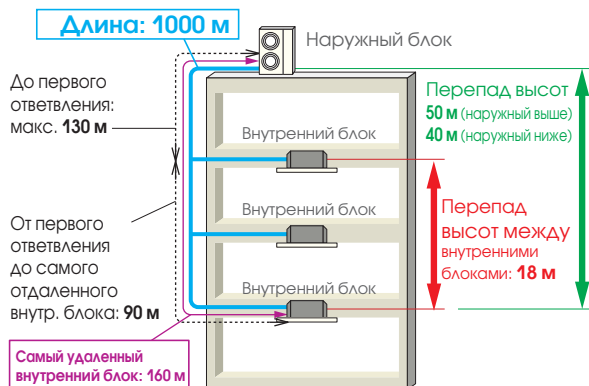 Длина: 1000 м
Наружный блок
До первого
ответвления:
макс. 130 м
Перепад высот
50 м (наружный выше)
40 м (наружный ниже)
Внутренний блок
Внутренний блок
Перепад
высот между
внутренними
блоками: 18 м
От первого
ответвления
до самого
отдаленного
внутр. блока: 90 м
Внутренний блок
Самый удаленный
внутренний блок: 160 м